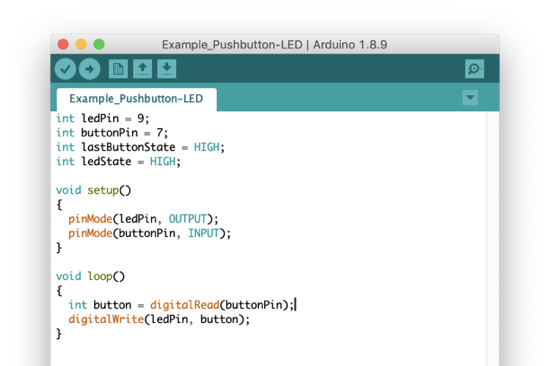 Example_Pushbutton-LED | Arduino 1.8.9
Example_Pushbutton-LED
int ledPin = 9;
int buttonPin = 7;
int lastButtonState = HIGH;
int ledState = HIGH;
void setup()
{
  pinMode(ledPin, OUTPUT);
  pinMode(buttonPin, INPUT);
}
void loop()
{
  int button = digitalRead(buttonPin);
  digitalWrite(ledPin, button);
}